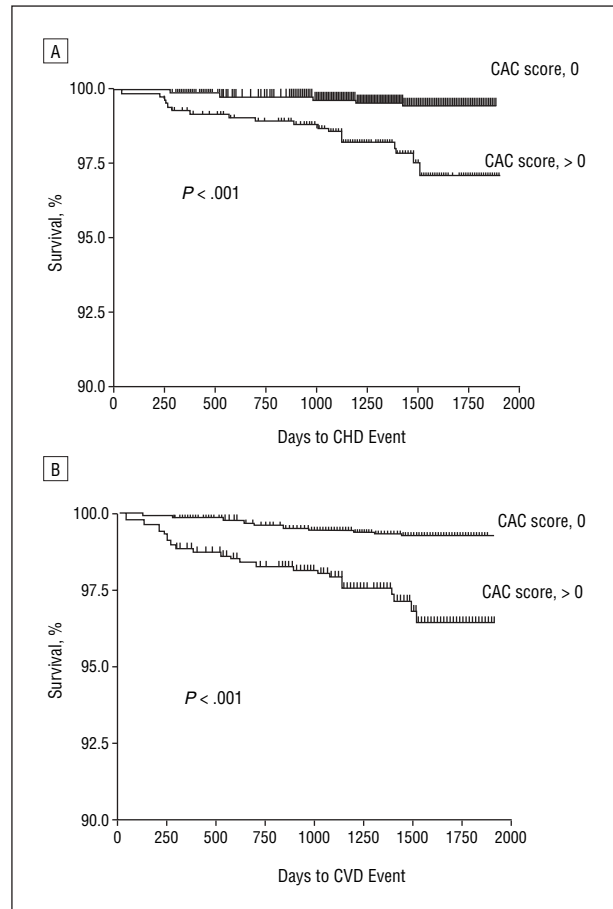 A
CAC score, 0
100.0
97.5
CAC score, > 0
P < .001
95.0
92.5
90.0
Survival, %
0 250 500 750 1000 1250 1500 1750 2000
Days to CHD Event
B
100.0
CAC score, 0
97.5
CAC score, > 0
95.0
P < .001
92.5
90.0
Survival, %
0 250 500 750 1000 1250 1500 1750 2000
Days to CVD Event